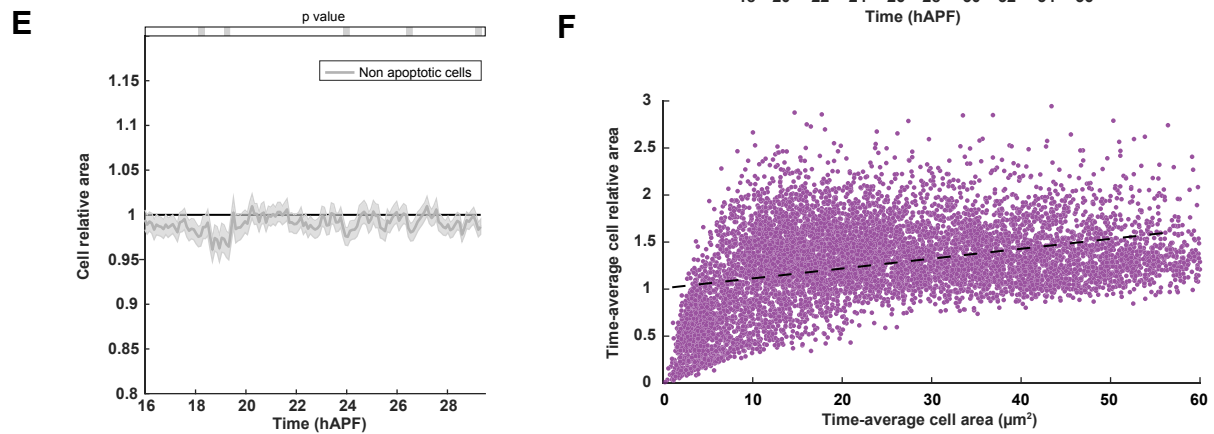 E
p value
Non apoptotic cells
1.15
1.1
1.05
1
0.95
0.9
0.85
0.8
16 18 20 22 24 26 28
Cell relative area
Time (hAPF)
Time (hAPF)
F
3
2.5
2
1.5
1
0.5
0
0 10 20 30 40 50 60
Time-average cell relative area
Time-average cell area (µm²)